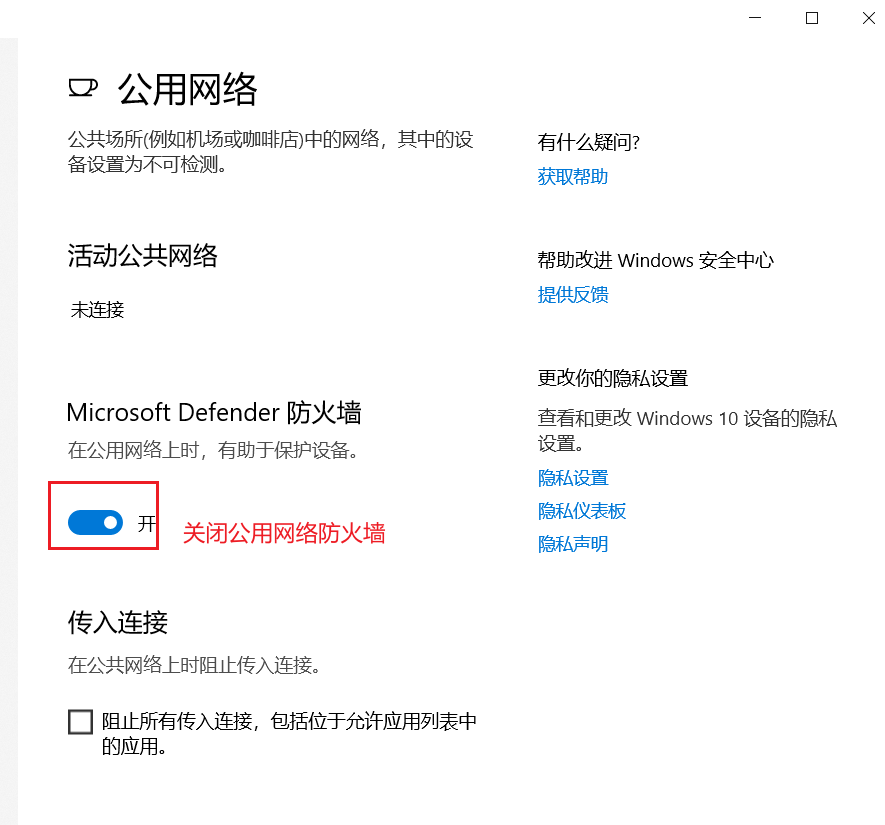 公用网络
公共场所(例如机场或咖啡店)中的网络，其中的设
备设置为不可检测。
活动公共网络
未连接
Microsoft Defender 防火墙
在公用网络上时，有助于保护设备。
开
关闭公用网络防火墙
传入连接
在公共网络上时阻止传入连接。
阻止所有传入连接，包括位于允许应用列表中
的应用。
有什么疑问?
获取帮助
帮助改进 Windows 安全中心
提供反馈
更改你的隐私设置
查看和更改 Windows 10 设备的隐私
设置。
隐私设置
隐私仪表板
隐私声明